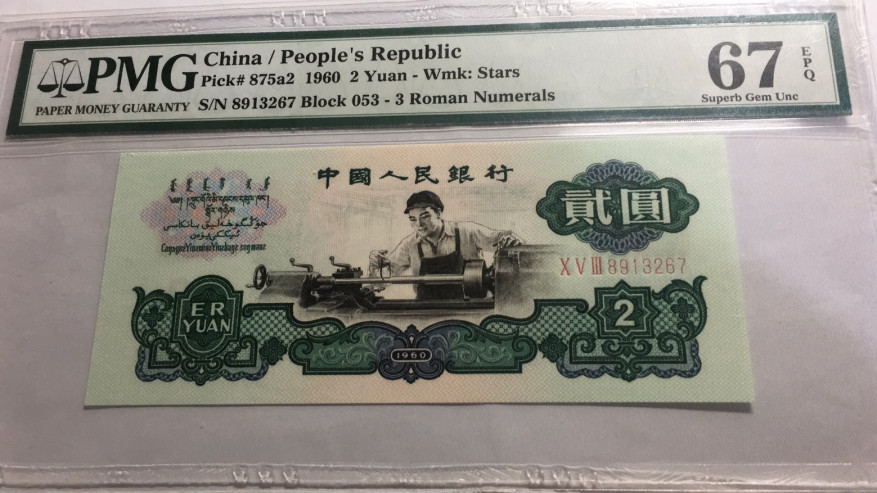 PMG
PAPER MONEY GUARANTY
China / People's Republic
Pick# 875a2 1960 2 Yuan - Wmk: Stars
S/N 8913267 Block 053 - 3 Roman Numerals
67
EPQ
Superb Gem Unc
中國人民銀行
貳圓
XVIII 8913267
ER
YUAN
1960
2